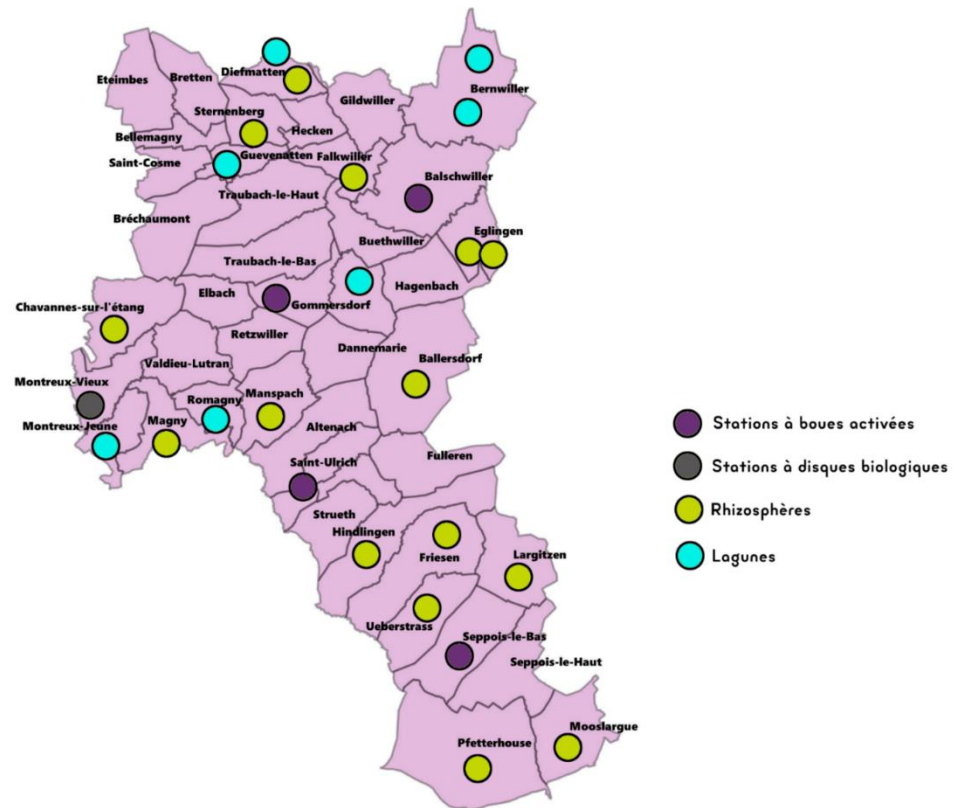 Eteimbes
Bretten
Diefmatten
Gildwiller
Bernwiller
Sternenberg
Hecken
Bellemagny
Saint-Cosme
Guevenatten
Falkwiller
Balschwiller
Traubach-le-Haut
Bréchaumont
Eglingen
Buethwiller
Traubach-le-Bas
Hagenbach
Elbach
Gommersdorf
Chavannes-sur-l'étang
Retzwiller
Dannemarie
Ballersdorf
Valdieu-Lutran
Montreux-Vieux
Romagny
Manspach
Montreux-Jeune
Magny
Altenach
Saint-Ulrich
Fulleren
Strueth
Hindlingen
Friesen
Largitzen
Ueberstrass
Seppois-le-Bas
Seppois-le-Haut
Mooslargue
Pfetterhouse
Stations à boues activées
Stations à disques biologiques
Rhizosphères
Lagunes